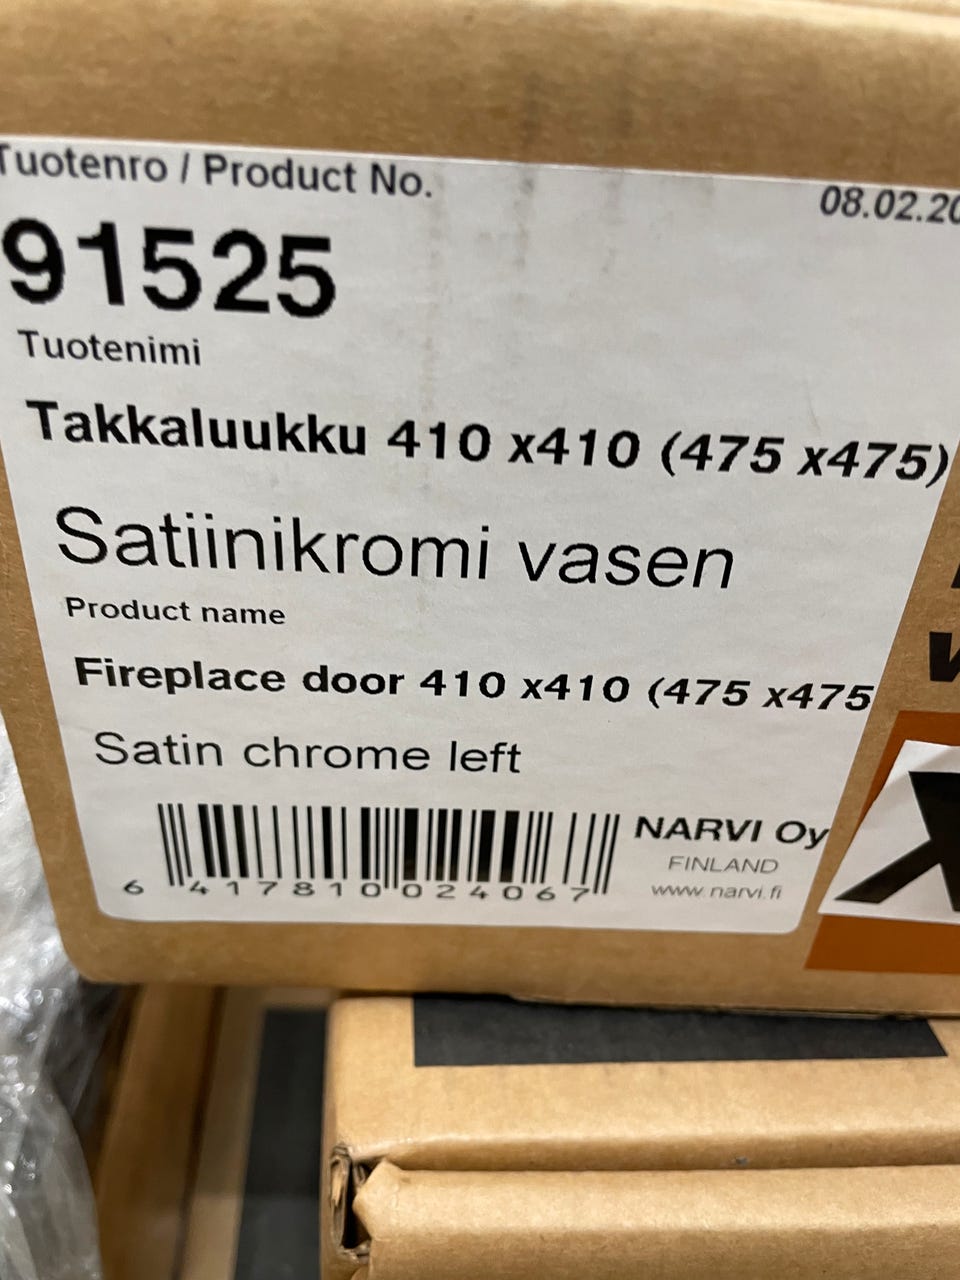 Tuotenro / Product No.
08.02.20
91525
Tuotenimi
Takkaluukku 410 x410 (475 x475)
Satiinikromi vasen
Product name
Fireplace door 410 x410 (475 x475
Satin chrome left
NARVI Oy
FINLAND
www.narvi.fi
6 417810 024067